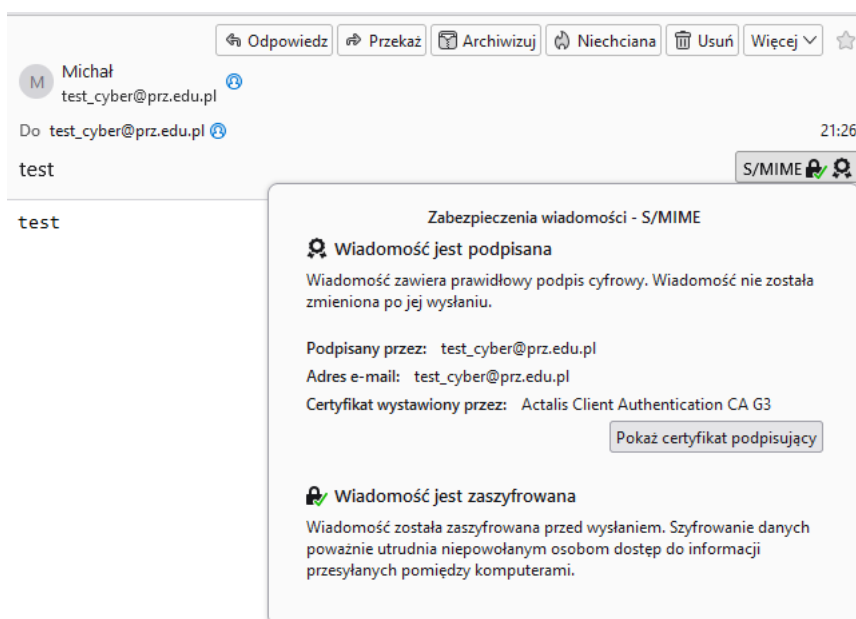 Odpowiedz Przekaż Archiwizuj Niechciana Usuń Więcej
M
Michał
test_cyber@prz.edu.pl
Do test_cyber@prz.edu.pl 21:26
test S/MIME
test
Zabezpieczenia wiadomości - S/MIME
Wiadomość jest podpisana
Wiadomość zawiera prawidłowy podpis cyfrowy. Wiadomość nie została
zmieniona po jej wysłaniu.
Podpisany przez: test_cyber@prz.edu.pl
Adres e-mail: test_cyber@prz.edu.pl
Certyfikat wystawiony przez: Actalis Client Authentication CA G3
Pokaż certyfikat podpisujący
Wiadomość jest zaszyfrowana
Wiadomość została zaszyfrowana przed wysłaniem. Szyfrowanie danych
poważnie utrudnia niepowołanym osobom dostęp do informacji
przesyłanych pomiędzy komputerami.